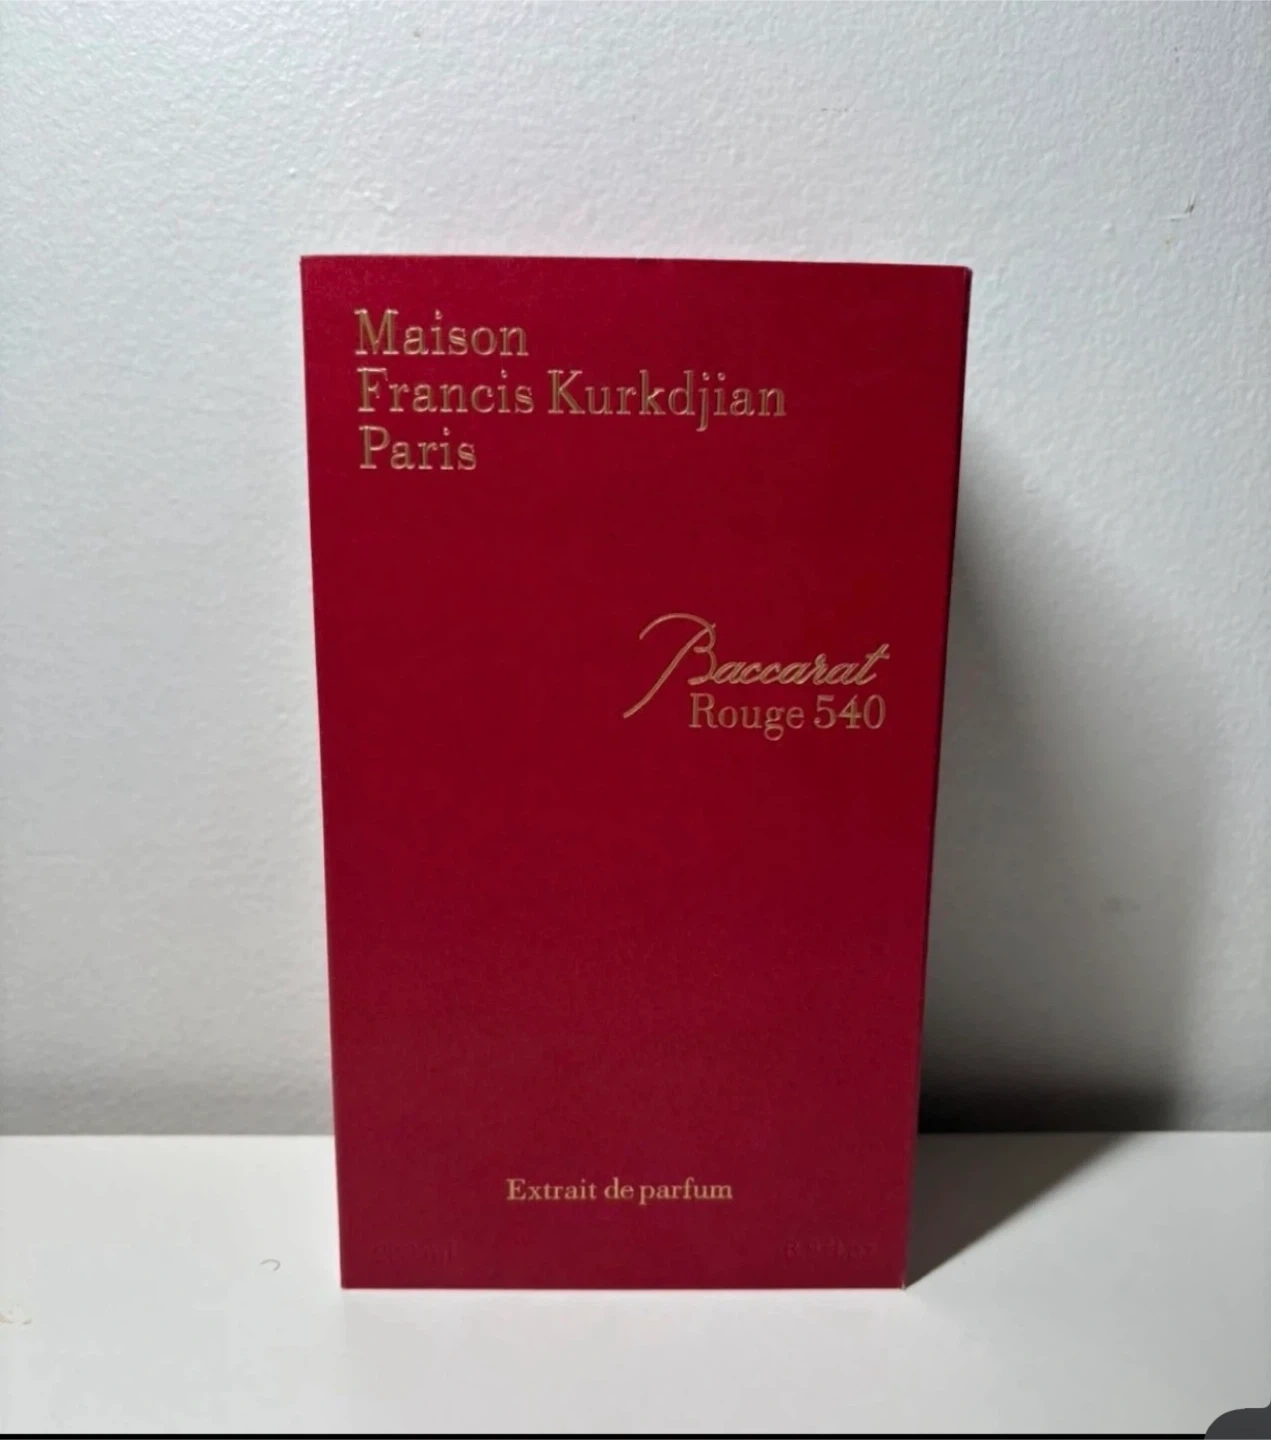 Maison
Francis Kurkdjian
Paris
Baccarat
Rouge 540
Extrait de parfum